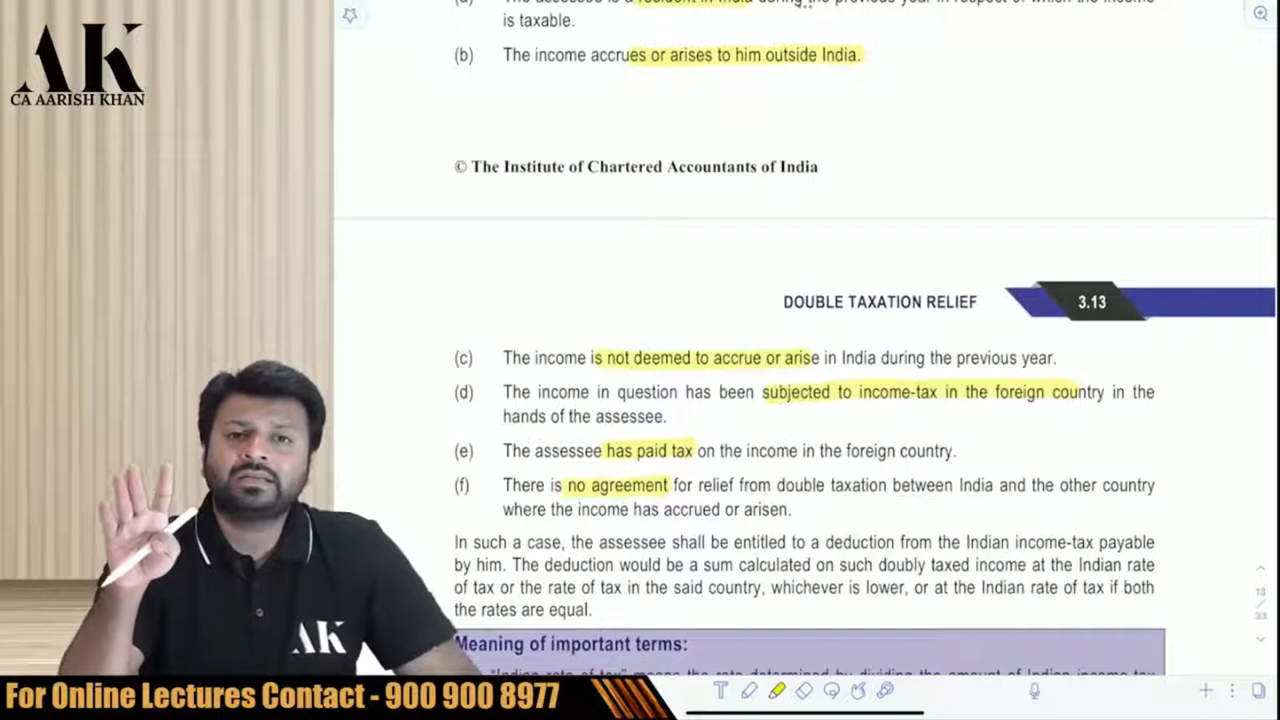 AK
CA AARISH KHAN
is taxable.
(b) The income accrues or arises to him outside India.
© The Institute of Chartered Accountants of India
DOUBLE TAXATION RELIEF 3.13
(c) The income is not deemed to accrue or arise in India during the previous year.
(d) The income in question has been subjected to income-tax in the foreign country in the
hands of the assessee.
(e) The assessee has paid tax on the income in the foreign country.
(f) There is no agreement for relief from double taxation between India and the other country
where the income has accrued or arisen.
In such a case, the assessee shall be entitled to a deduction from the Indian income-tax payable
by him. The deduction would be a sum calculated on such doubly taxed income at the Indian rate
of tax or the rate of tax in the said country, whichever is lower, or at the Indian rate of tax if both
the rates are equal.
Meaning of important terms:
13
/
33
AK
For Online Lectures Contact - 900 900 8977